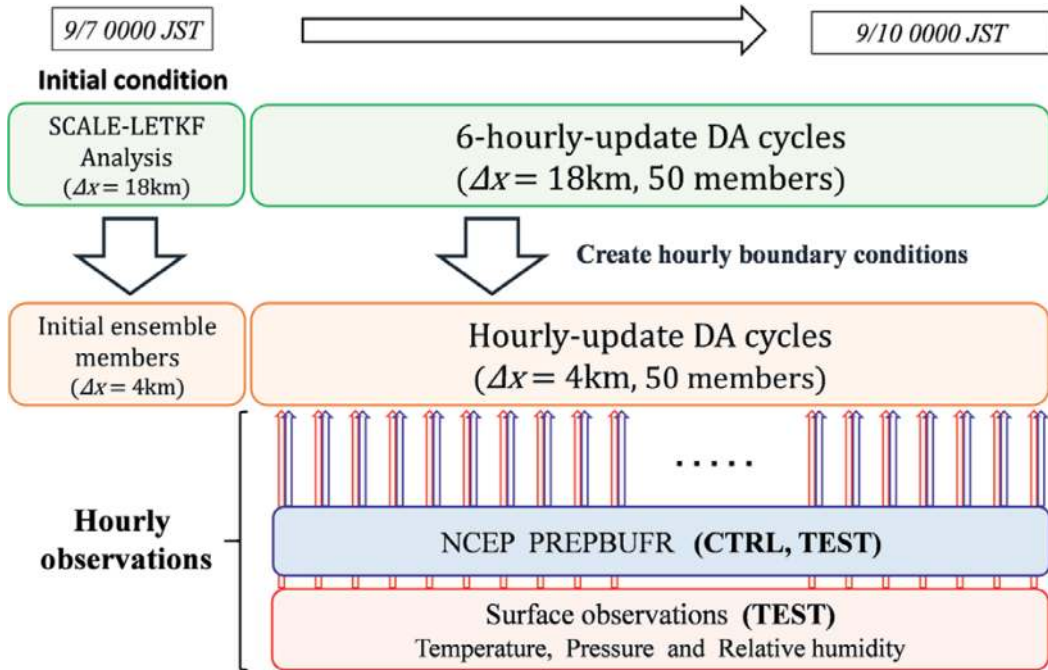 9/7 0000 JST
9/10 0000 JST
Initial condition
SCALE-LETKF
Analysis
(Δx = 18km)
6-hourly-update DA cycles
(Δx = 18km, 50 members)
Create hourly boundary conditions
Initial ensemble
members
(Δx = 4km)
Hourly-update DA cycles
(Δx = 4km, 50 members)
.....
Hourly
observations
NCEP PREPBUFR (CTRL, TEST)
Surface observations (TEST)
Temperature, Pressure and Relative humidity